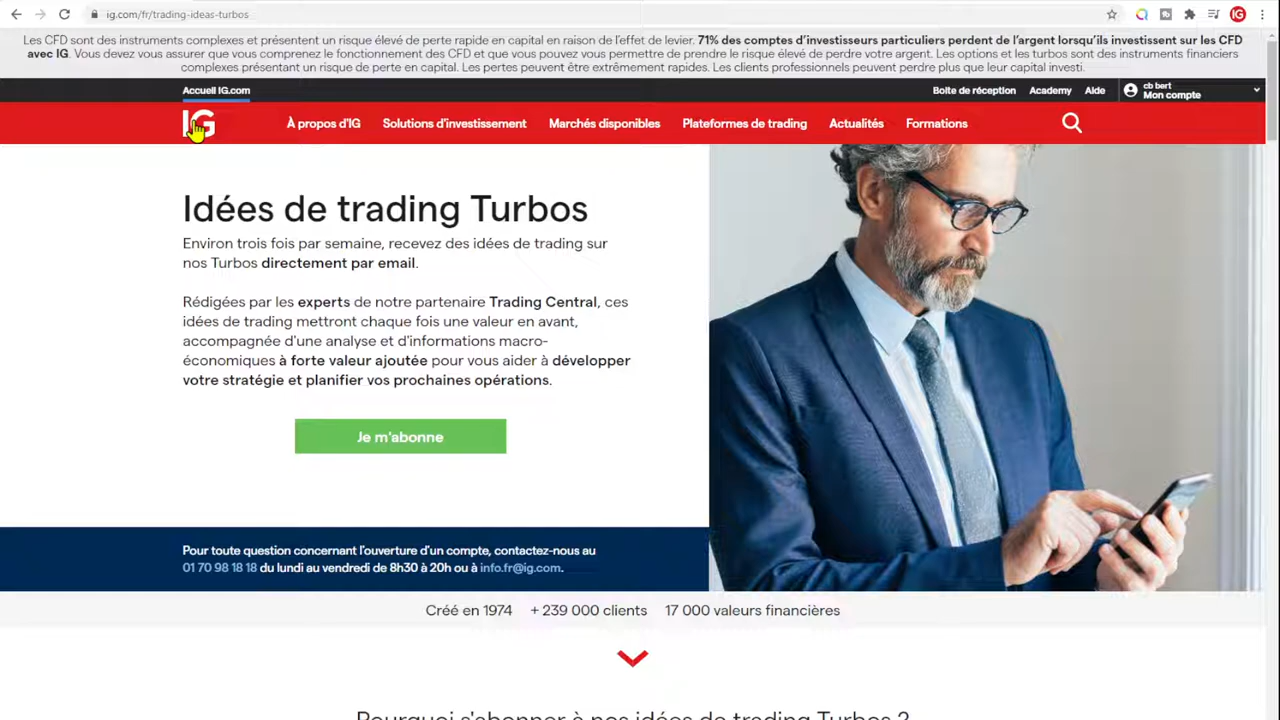 ig.com/fr/trading-ideas-turbos
IG
Les CFD sont des instruments complexes et présentent un risque élevé de perte rapide en capital en raison de l'effet de levier. 71% des comptes d'investisseurs particuliers perdent de l'argent lorsqu'ils investissent sur les CFD
avec IG. Vous devez vous assurer que vous comprenez le fonctionnement des CFD et que vous pouvez vous permettre de prendre le risque élevé de perdre votre argent. Les options et les turbos sont des instruments financiers
complexes présentant un risque de perte en capital. Les pertes peuvent être extrêmement rapides. Les clients professionnels peuvent perdre plus que leur capital investi.
Accueil IG.com
Boite de réception
Academy
Aide
cb bert
Mon compte
IG
À propos d'IG
Solutions d'investissement
Marchés disponibles
Plateformes de trading
Actualités
Formations
Idées de trading Turbos
Environ trois fois par semaine, recevez des idées de trading sur
nos Turbos directement par email.
Rédigées par les experts de notre partenaire Trading Central, ces
idées de trading mettront chaque fois une valeur en avant,
accompagnée d'une analyse et d'informations macro-
économiques à forte valeur ajoutée pour vous aider à développer
votre stratégie et planifier vos prochaines opérations.
Je m'abonne
Pour toute question concernant l'ouverture d'un compte, contactez-nous au
01 70 98 18 18 du lundi au vendredi de 8h30 à 20h ou à info.fr@ig.com.
Créé en 1974
+ 239 000 clients
17 000 valeurs financières
Pourquoi s'abonner à nos idées de trading Turbos ?